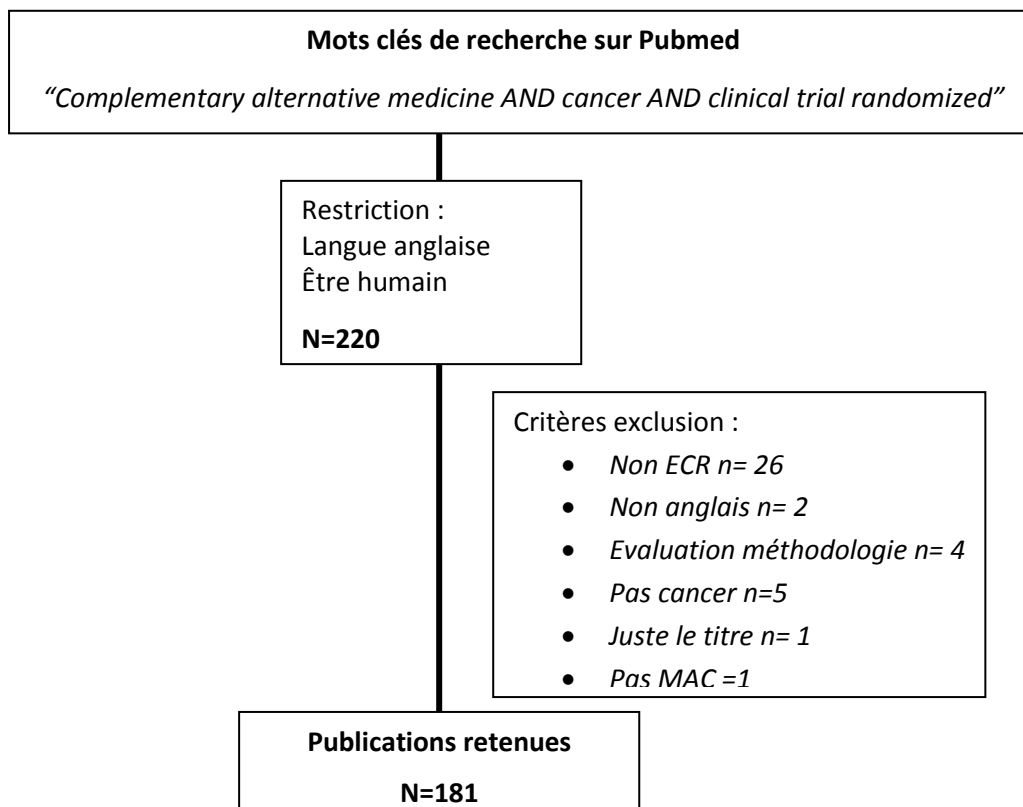 Mots clés de recherche sur Pubmed
“Complementary alternative medicine AND cancer AND clinical trial randomized”
Restriction :
Langue anglaise
Être humain
N=220
Critères exclusion :
• Non ECR n= 26
• Non anglais n= 2
• Evaluation méthodologie n= 4
• Pas cancer n=5
• Juste le titre n= 1
• Pas MAC =1
Publications retenues
N=181